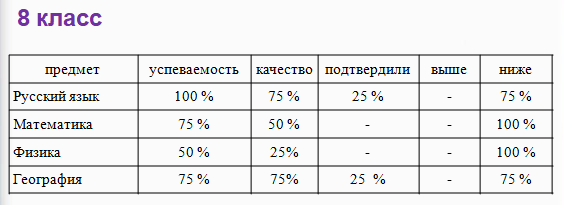 8 класс
предмет успеваемость качество подтвердили выше ниже
Русский язык 100 % 75 % 25 % - 75 %
Математика 75 % 50 % - - 100 %
Физика 50 % 25% - - 100 %
География 75 % 75% 25 % - 75 %